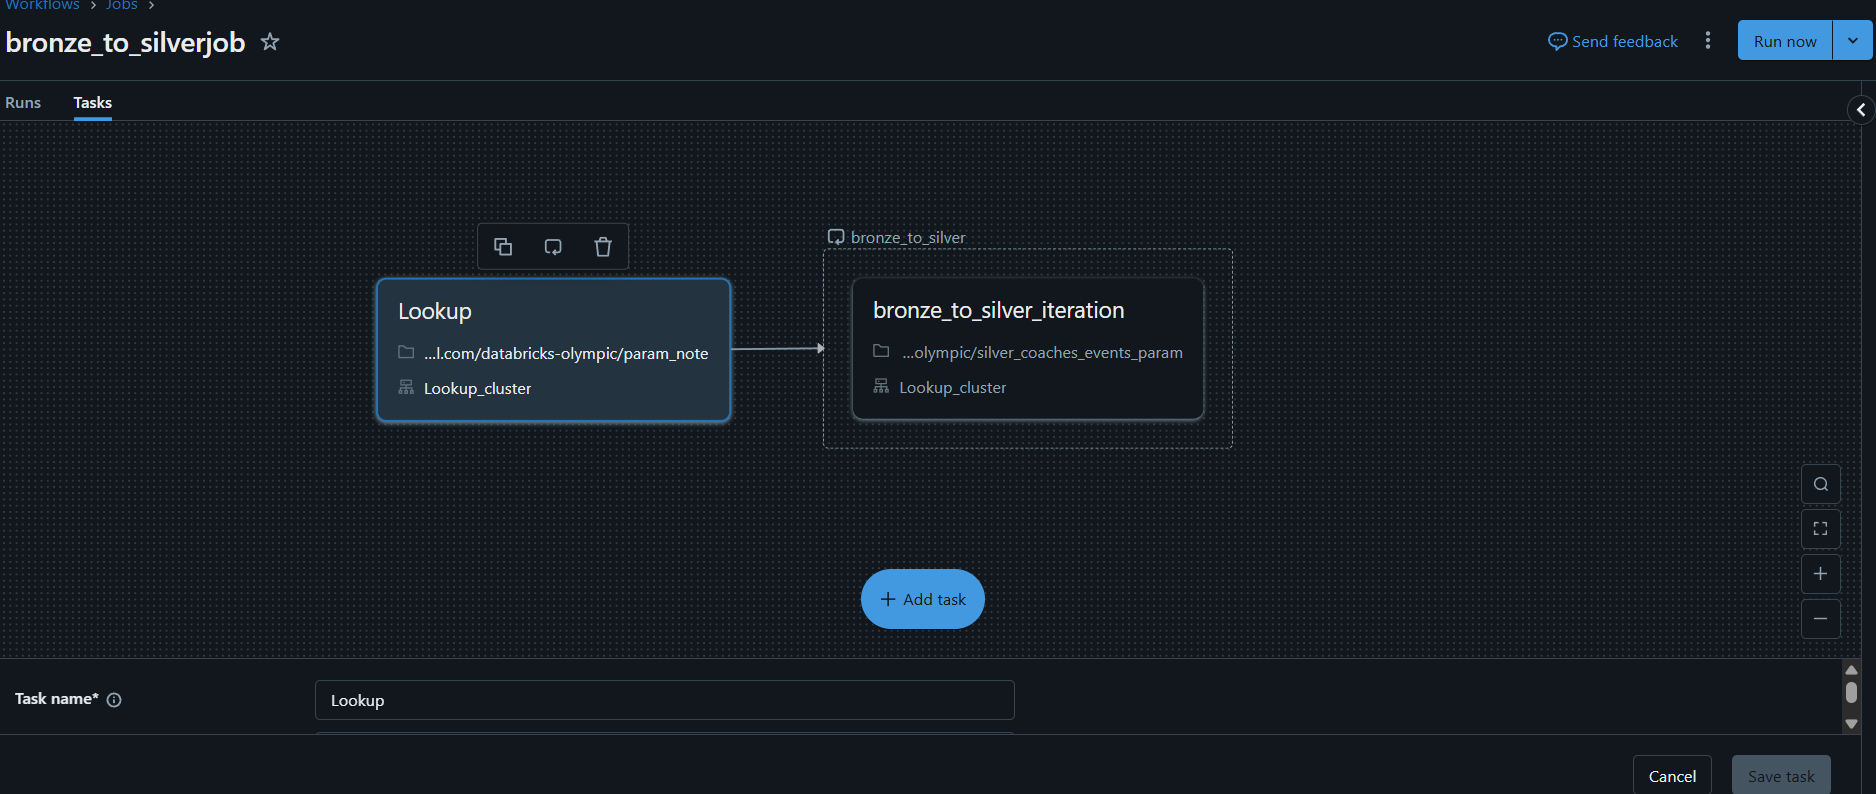 Workflows > Jobs >
bronze_to_silverjob
Send feedback
Run now
Runs
Tasks
bronze_to_silver
Lookup
...l.com/databricks-olympic/param_note
Lookup_cluster
bronze_to_silver_iteration
...olympic/silver_coaches_events_param
Lookup_cluster
+ Add task
Task name*
Lookup
Cancel
Save task